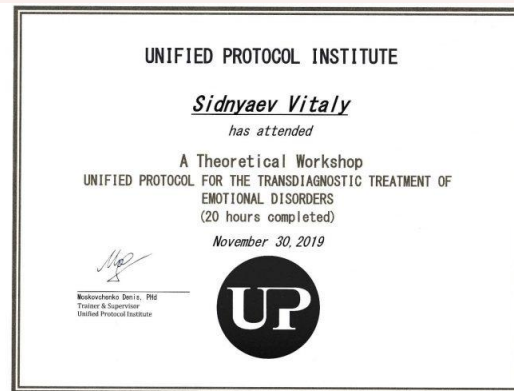 UNIFIED PROTOCOL INSTITUTE
Sidnyaev Vitaly
has attended
A Theoretical Workshop
UNIFIED PROTOCOL FOR THE TRANSDIAGNOSTIC TREATMENT OF
EMOTIONAL DISORDERS
(20 hours completed)
November 30, 2019
Moskovchenko Denis, PHd
Trainer & Supervisor
Unified Protocol Institute
UP